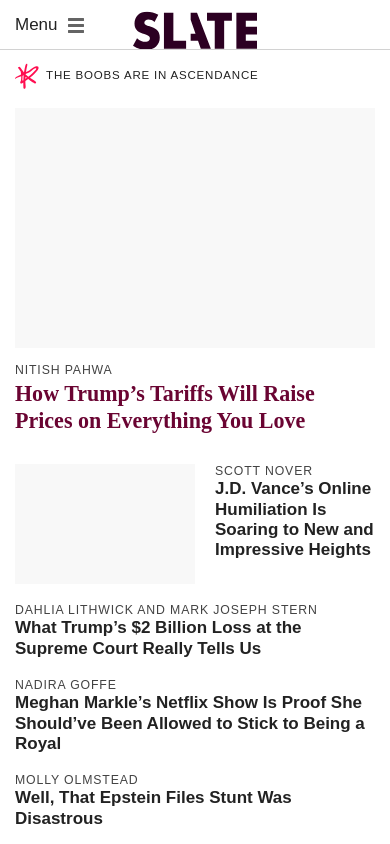 Menu
SLATE
THE BOOBS ARE IN ASCENDANCE
NITISH PAHWA
How Trump’s Tariffs Will Raise
Prices on Everything You Love
SCOTT NOVER
J.D. Vance’s Online
Humiliation Is
Soaring to New and
Impressive Heights
DAHLIA LITHWICK AND MARK JOSEPH STERN
What Trump’s $2 Billion Loss at the
Supreme Court Really Tells Us
NADIRA GOFFE
Meghan Markle’s Netflix Show Is Proof She
Should’ve Been Allowed to Stick to Being a
Royal
MOLLY OLMSTEAD
Well, That Epstein Files Stunt Was
Disastrous